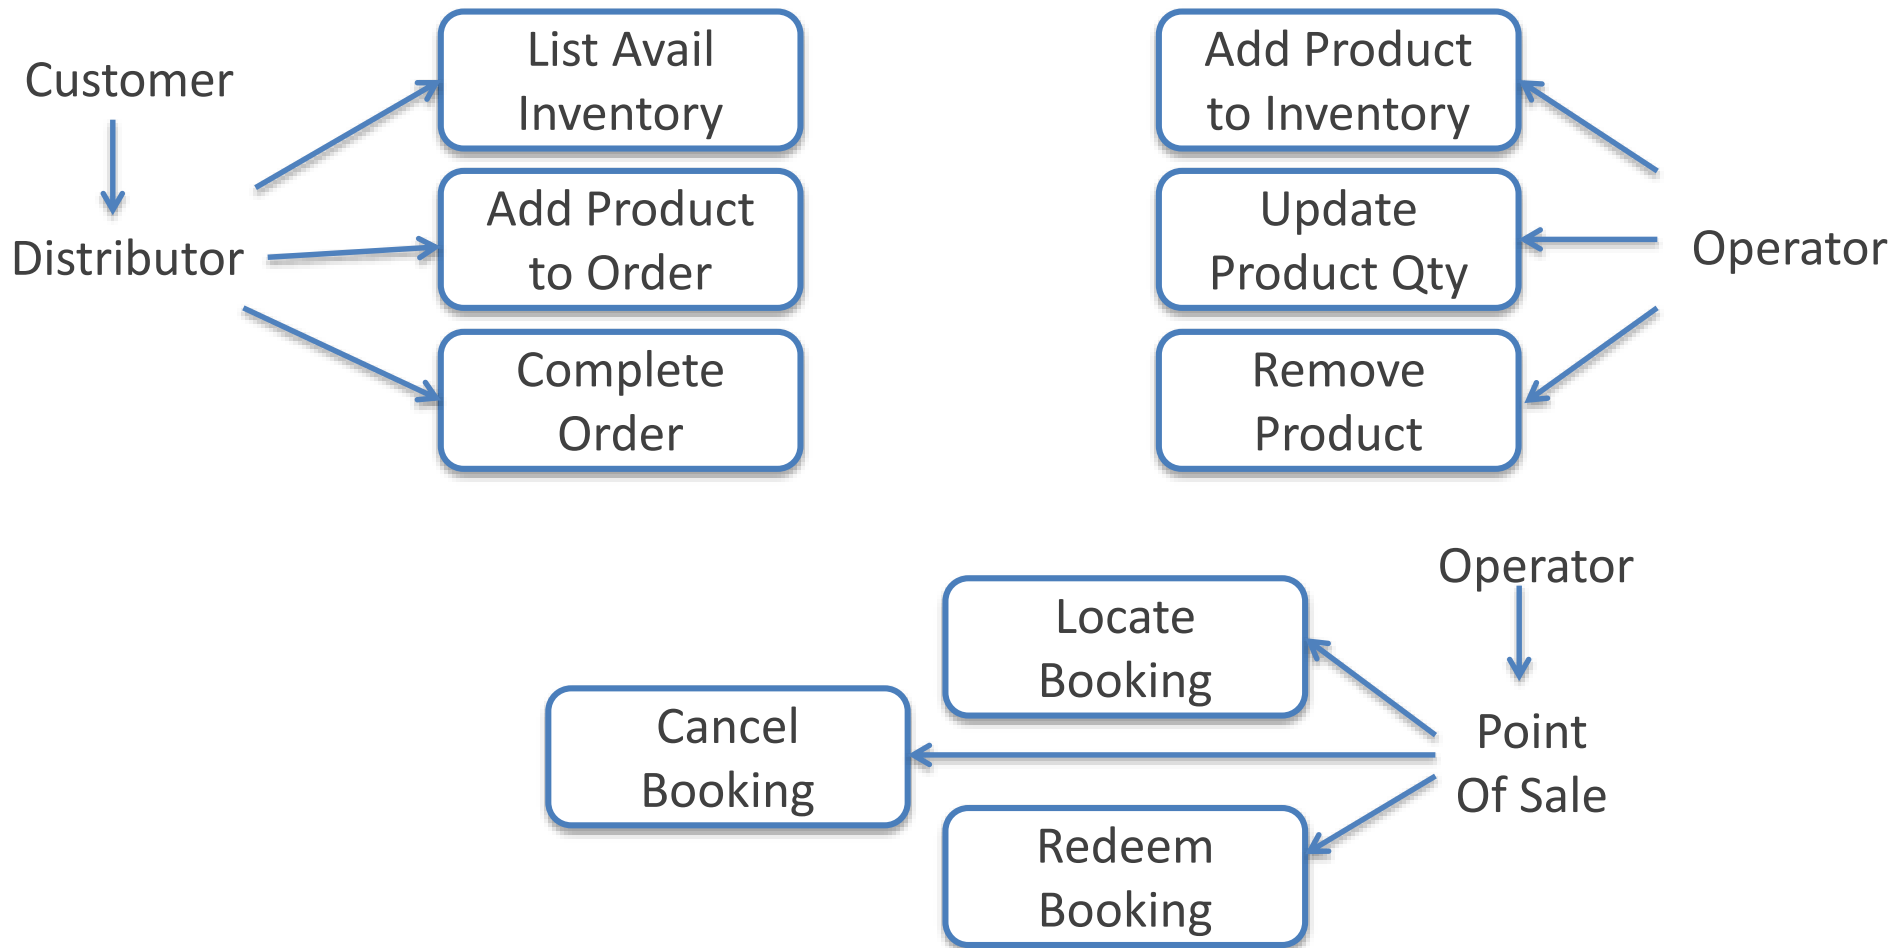 Customer
Distributor
List Avail
Inventory
Add Product
to Order
Complete
Order
Add Product
to Inventory
Update
Product Qty
Remove
Product
Operator
Operator
Point
Of Sale
Locate
Booking
Cancel
Booking
Redeem
Booking